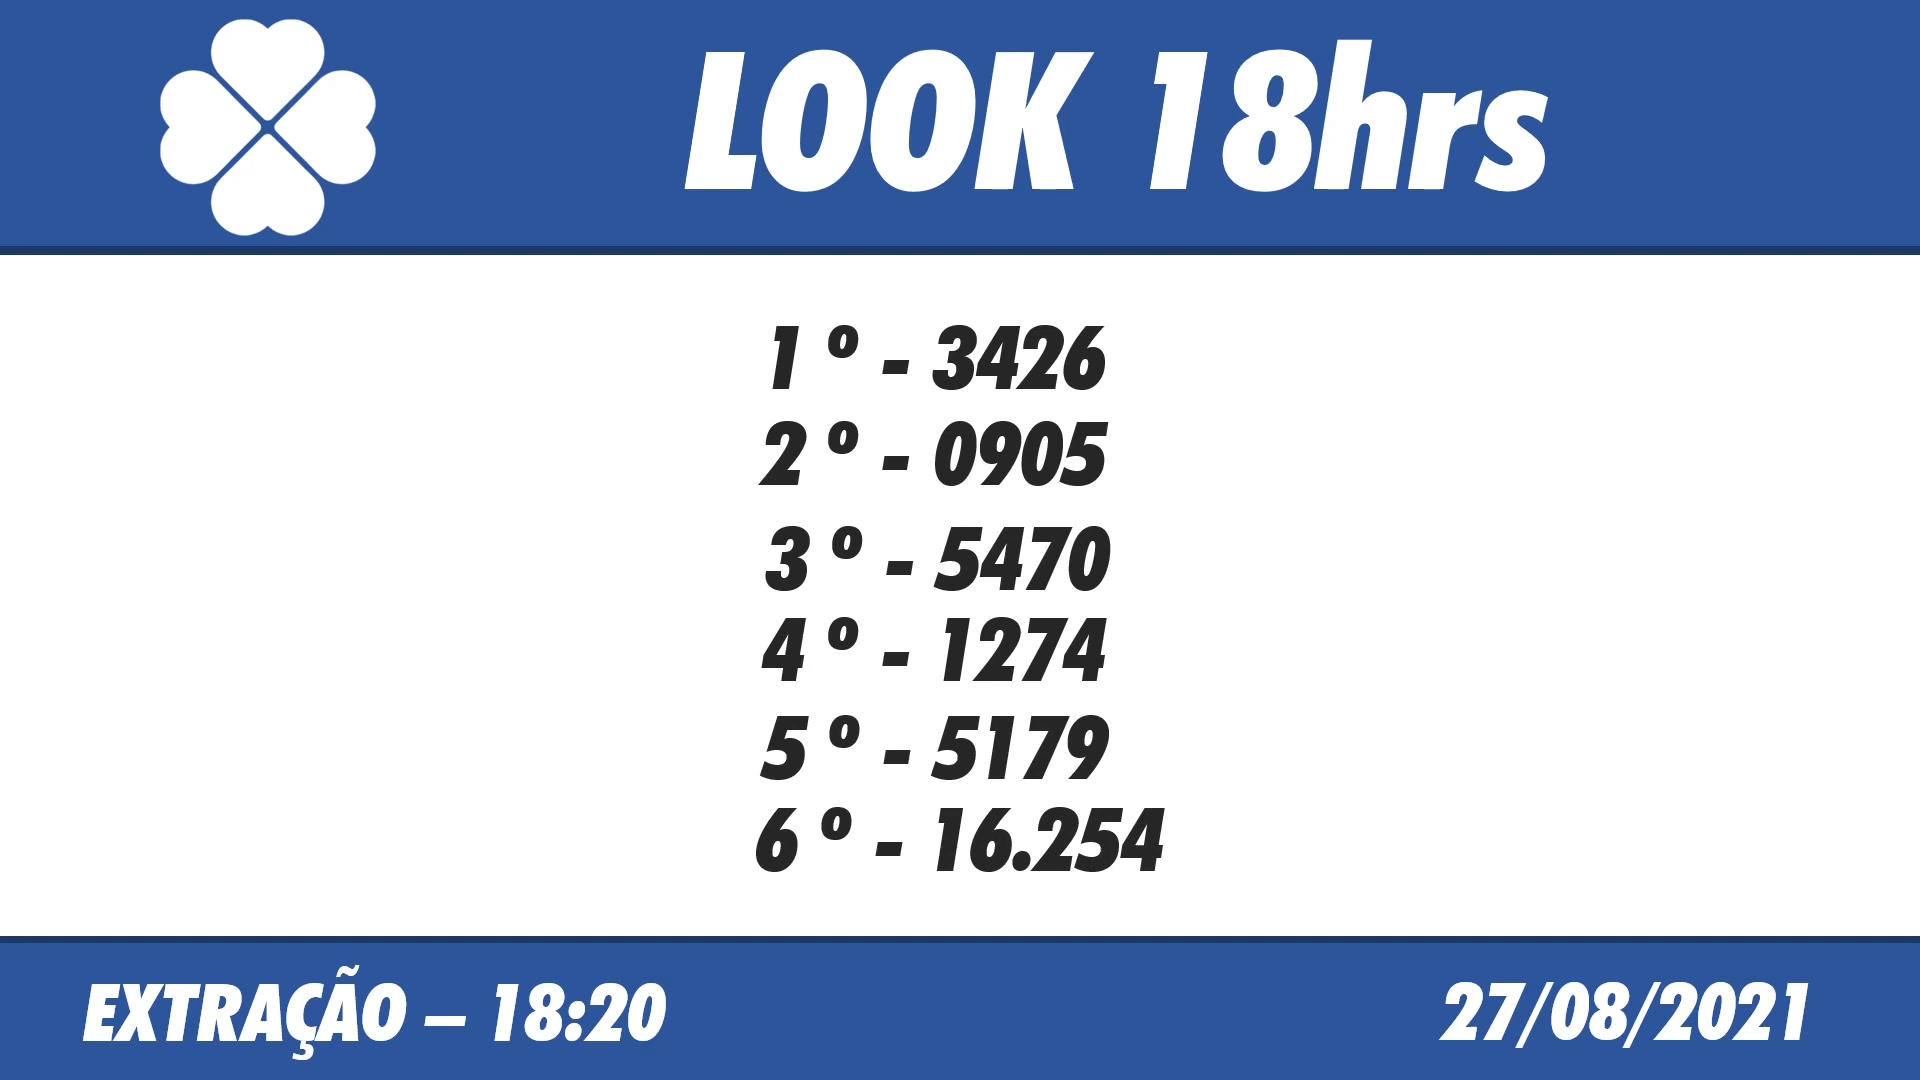 LOOK 18hrs
1 º - 3426
2 º - 0905
3 º - 5470
4 º - 1274
5 º - 5179
6 º - 16.254
EXTRAÇÃO – 18:20
27/08/2021